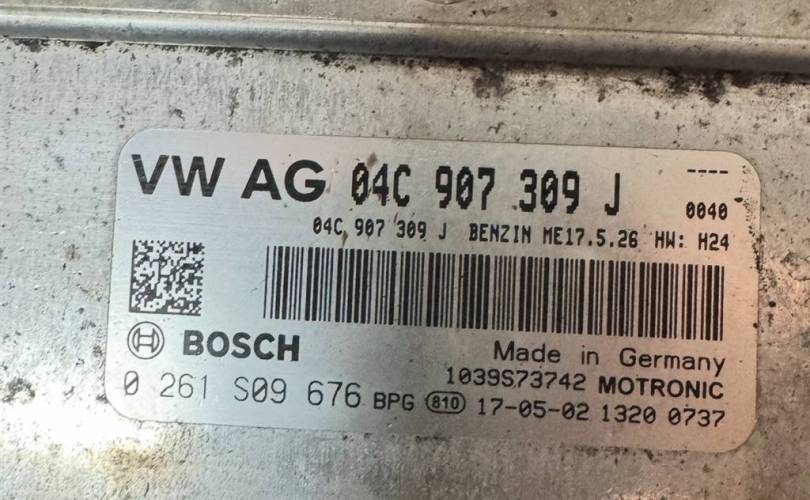 VW AG 04C 907 309 J ----
0040
04C 907 309 J BENZIN ME17.5.26 HW: H24
BOSCH Made in Germany
1039S73742 MOTRONIC
0 261 S09 676 BPG 810 17-05-02 1320 0737